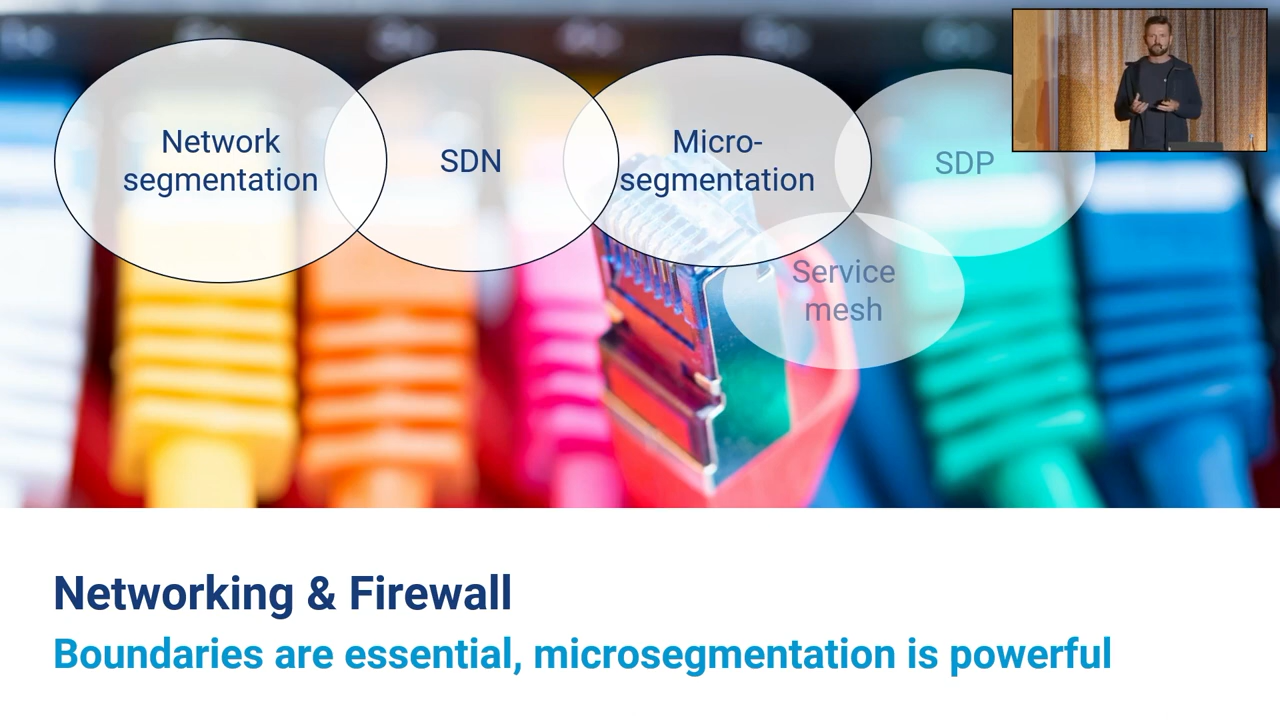 Network
segmentation
SDN
Micro-
segmentation
SDP
Service
mesh
Networking & Firewall
Boundaries are essential, microsegmentation is powerful